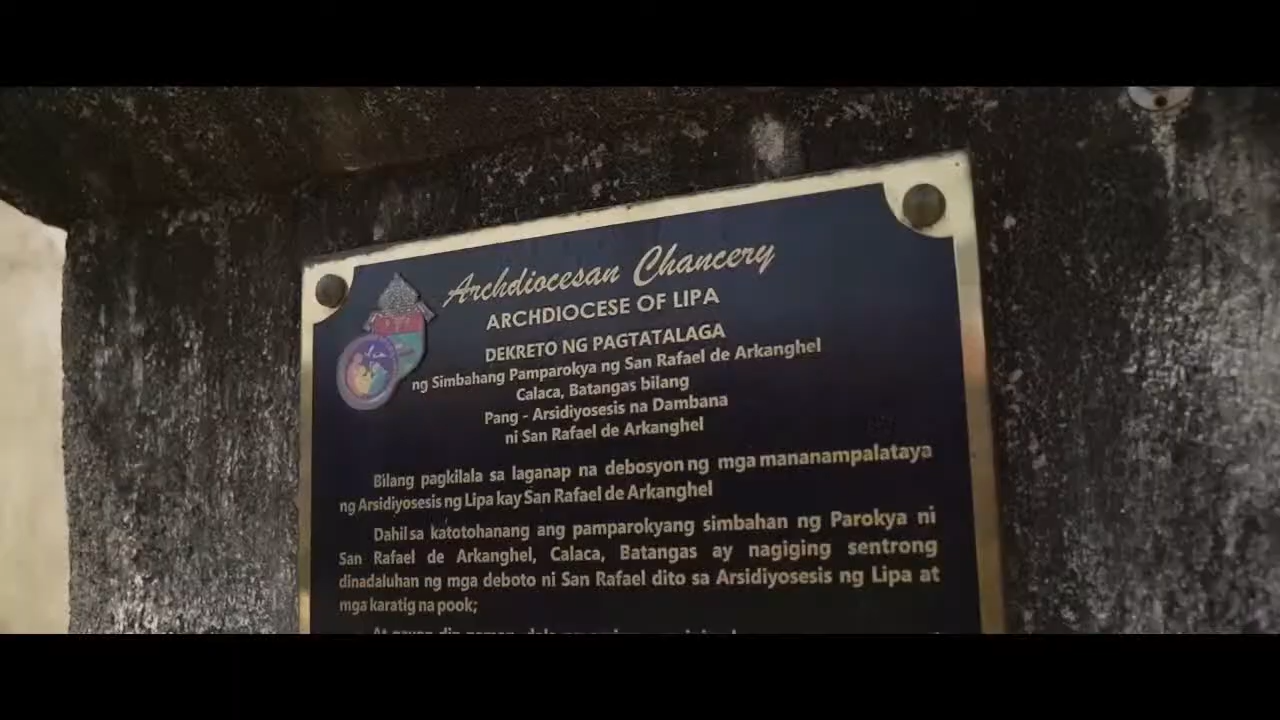 Archdiocesan Chancery
ARCHDIOCESE OF LIPA
DEKRETO NG PAGTATALAGA
ng Simbahang Pamparokya ng San Rafael de Arkanghel
Calaca, Batangas bilang
Pang - Arsidiyosesis na Dambana
ni San Rafael de Arkanghel
Bilang pagkilala sa laganap na debosyon ng mga mananampalataya
ng Arsidiyosesis ng Lipa kay San Rafael de Arkanghel
Dahil sa katotohanang ang pamparokyang simbahan ng Parokya ni
San Rafael de Arkanghel, Calaca, Batangas ay nagiging sentrong
dinadaluhan ng mga deboto ni San Rafael dito sa Arsidiyosesis ng Lipa at
mga karatig na pook;